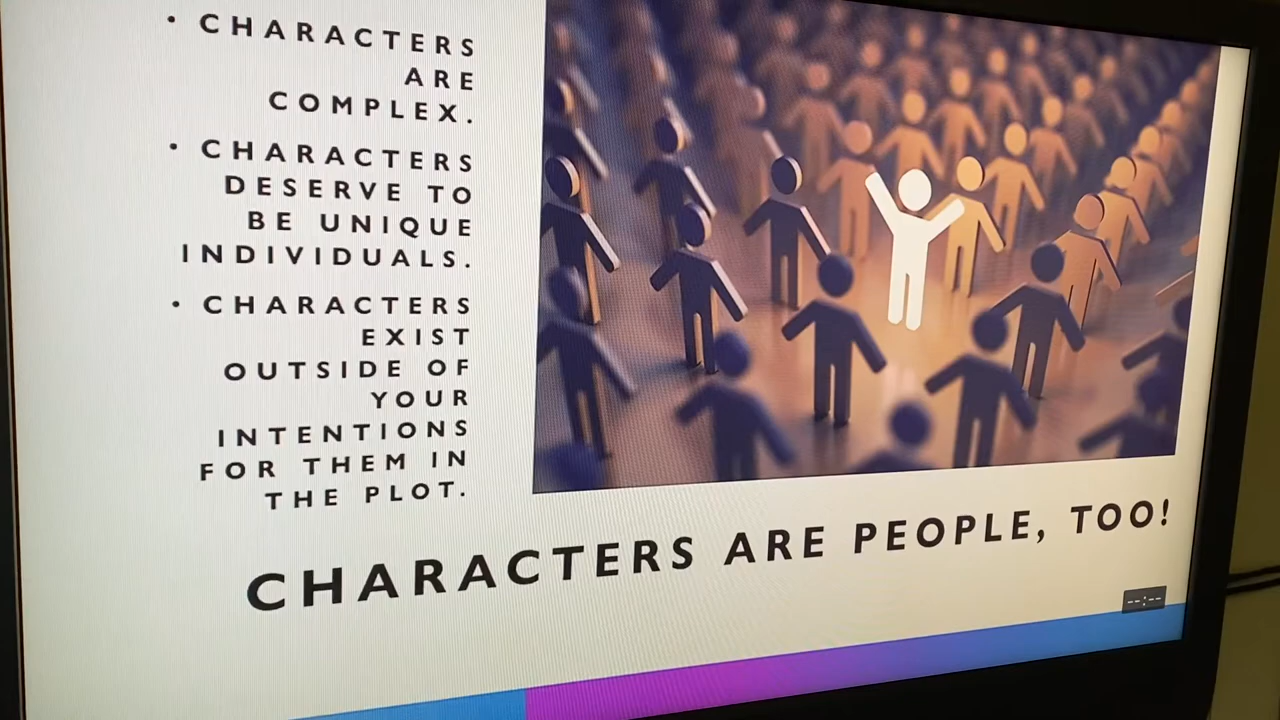 • CHARACTERS
ARE
COMPLEX.
• CHARACTERS
DESERVE TO
BE UNIQUE
INDIVIDUALS.
• CHARACTERS
EXIST
OUTSIDE OF
YOUR
INTENTIONS
FOR THEM IN
THE PLOT.
CHARACTERS ARE PEOPLE, TOO!
--:--